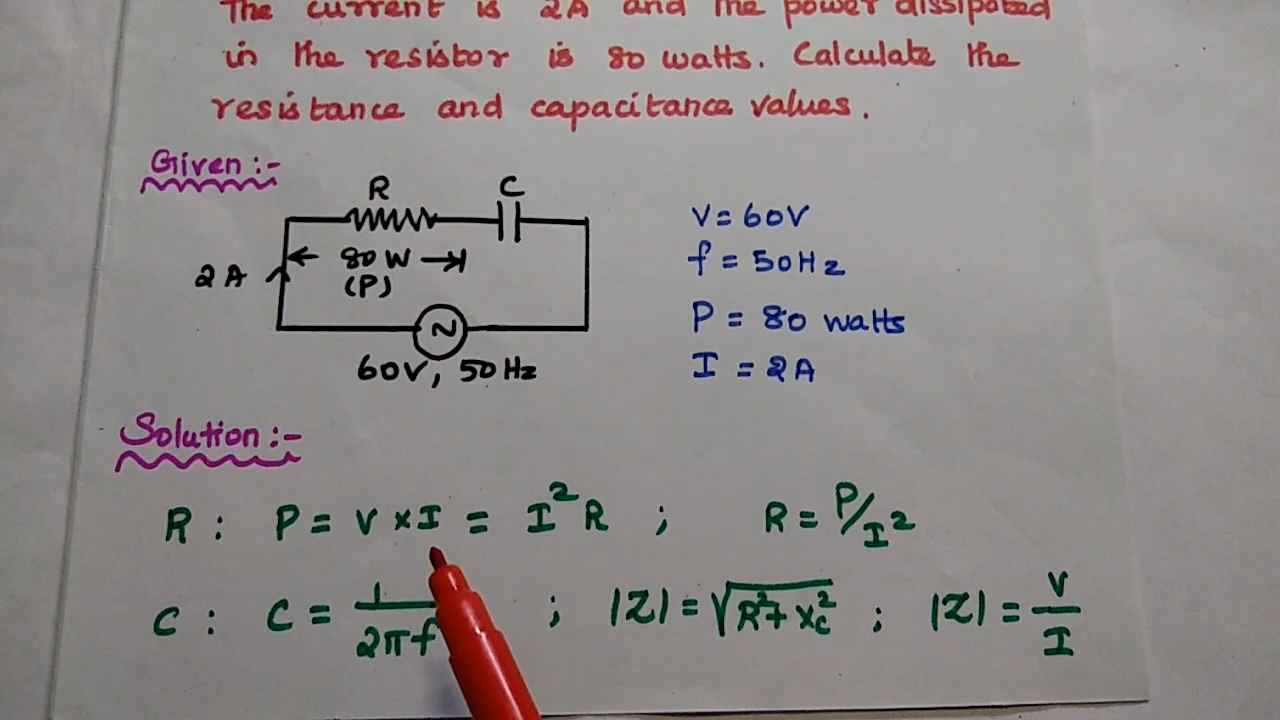 The current is 2A and the power dissipated
in the resistor is 80 watts. Calculate the
resistance and capacitance values.
Given :-
R C
2A
80W
(P)
60V, 50Hz
V = 60V
f = 50Hz
P = 80 watts
I = 2A
Solution :-
R : P = V × I = I²R ; R = P/I²
C : C = 1/2πf ; |Z| = √R²+Xc² ; |Z| = V/I